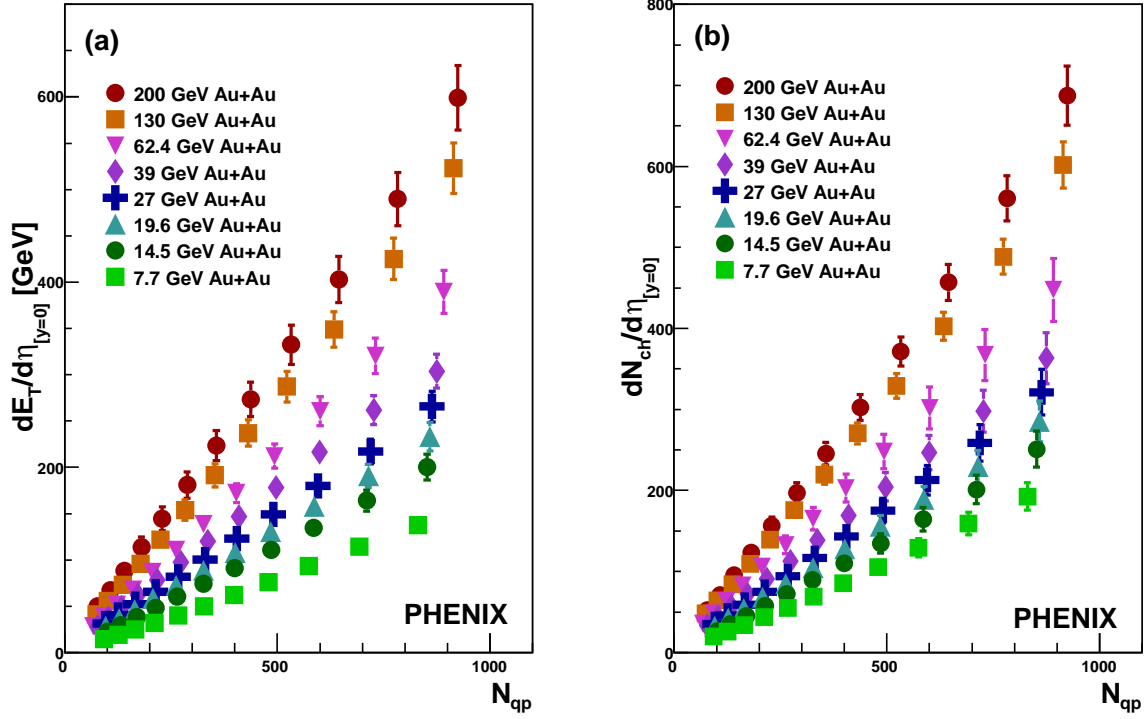 (a)
200 GeV Au+Au
130 GeV Au+Au
62.4 GeV Au+Au
39 GeV Au+Au
27 GeV Au+Au
19.6 GeV Au+Au
14.5 GeV Au+Au
7.7 GeV Au+Au
dE_T/dη_[y=0] [GeV]
600
400
200
0
0 500 1000
N_qp
PHENIX
(b)
200 GeV Au+Au
130 GeV Au+Au
62.4 GeV Au+Au
39 GeV Au+Au
27 GeV Au+Au
19.6 GeV Au+Au
14.5 GeV Au+Au
7.7 GeV Au+Au
dN_ch/dη_[y=0]
800
600
400
200
0
0 500 1000
N_qp
PHENIX